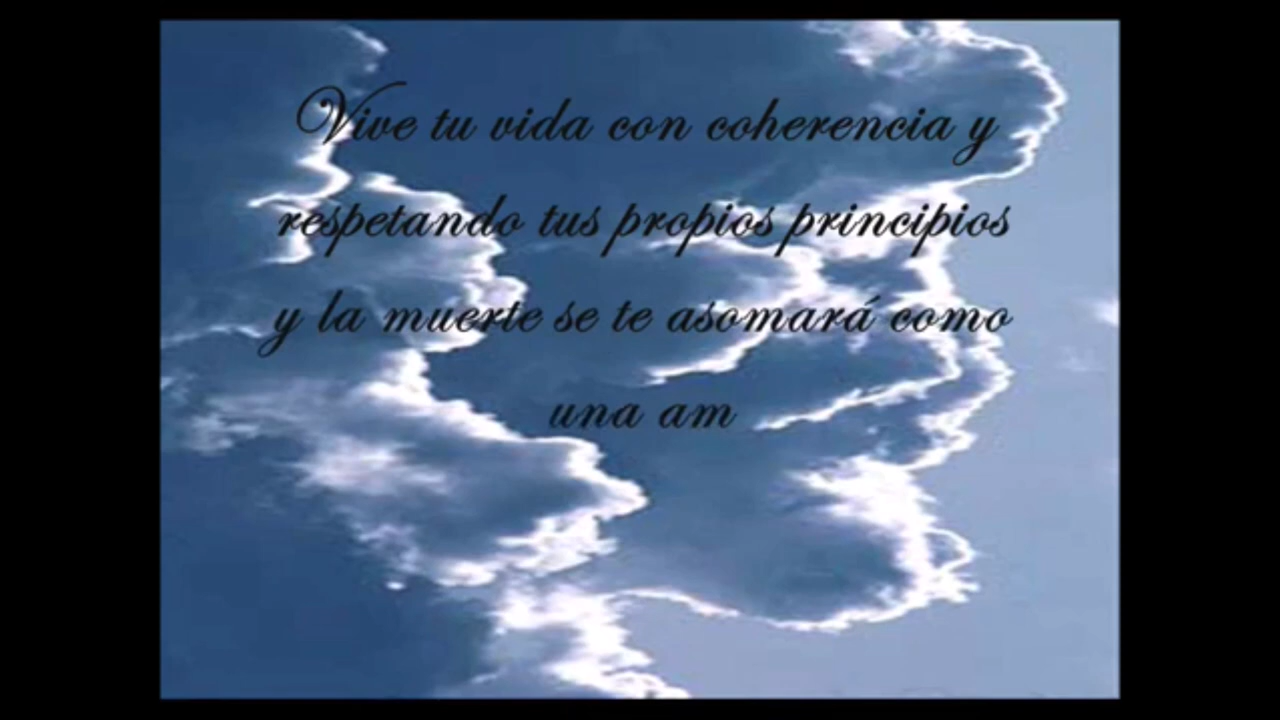 Vive tu vida con coherencia y
respetando tus propios principios
y la muerte se te asomará como
una am